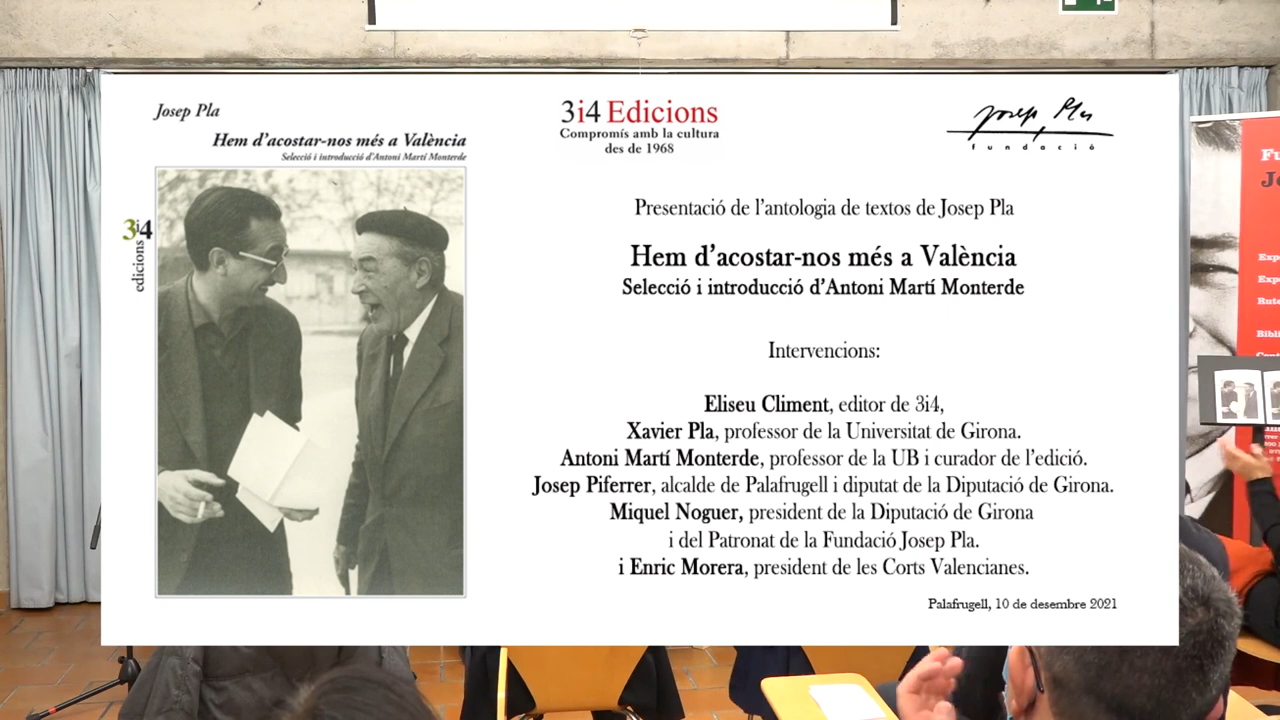 Josep Pla
Hem d'acostar-nos més a València
Selecció i introducció d'Antoni Martí Monterde
3i4
edicions
3i4 Edicions
Compromís amb la cultura
des de 1968
Josep Pla
fundació
Presentació de l'antologia de textos de Josep Pla
Hem d'acostar-nos més a València
Selecció i introducció d'Antoni Martí Monterde
Intervencions:
Eliseu Climent, editor de 3i4,
Xavier Pla, professor de la Universitat de Girona.
Antoni Martí Monterde, professor de la UB i curador de l'edició.
Josep Piferrer, alcalde de Palafrugell i diputat de la Diputació de Girona.
Miquel Noguer, president de la Diputació de Girona
i del Patronat de la Fundació Josep Pla.
i Enric Morera, president de les Corts Valencianes.
Palafrugell, 10 de desembre 2021